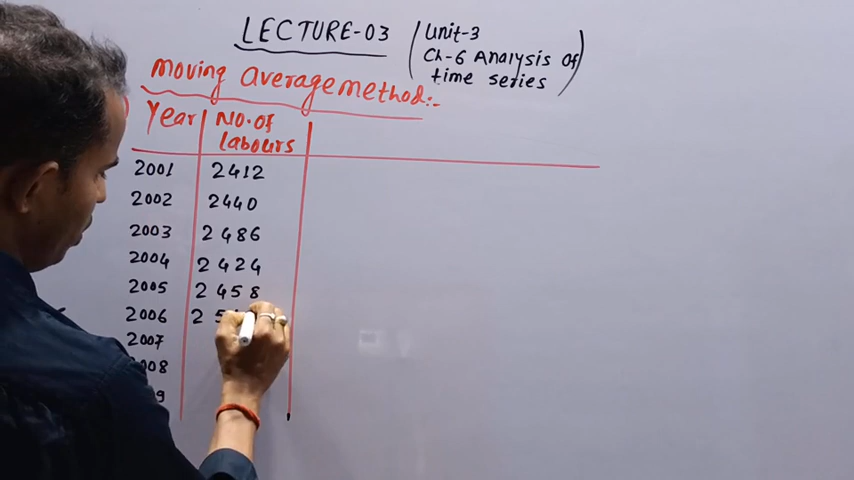 LECTURE-03
(Unit-3
Ch-6 Analysis of
time series)
Moving average method:-
Year No. of
labours
2001 2412
2002 2440
2003 2486
2004 2424
2005 2458
2006 2
2007